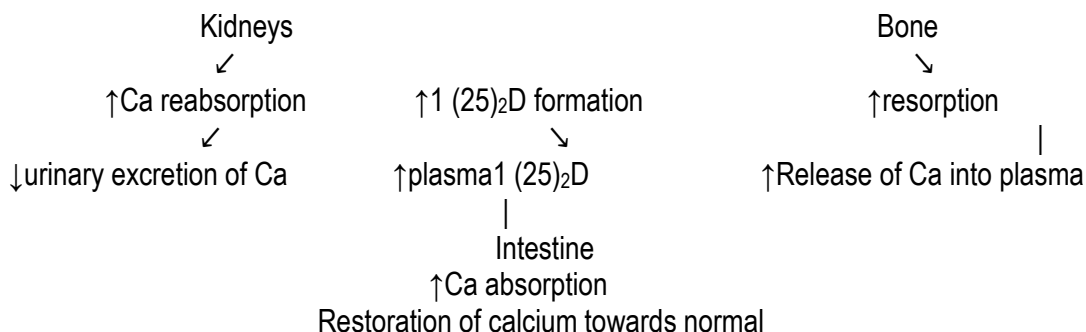 Kidneys Bone
↙ ↘
↑Ca reabsorption ↑1 (25)₂D formation ↑resorption
↙ ↘ |
↓urinary excretion of Ca ↑plasma1 (25)₂D ↑Release of Ca into plasma
|
Intestine
↑Ca absorption
Restoration of calcium towards normal